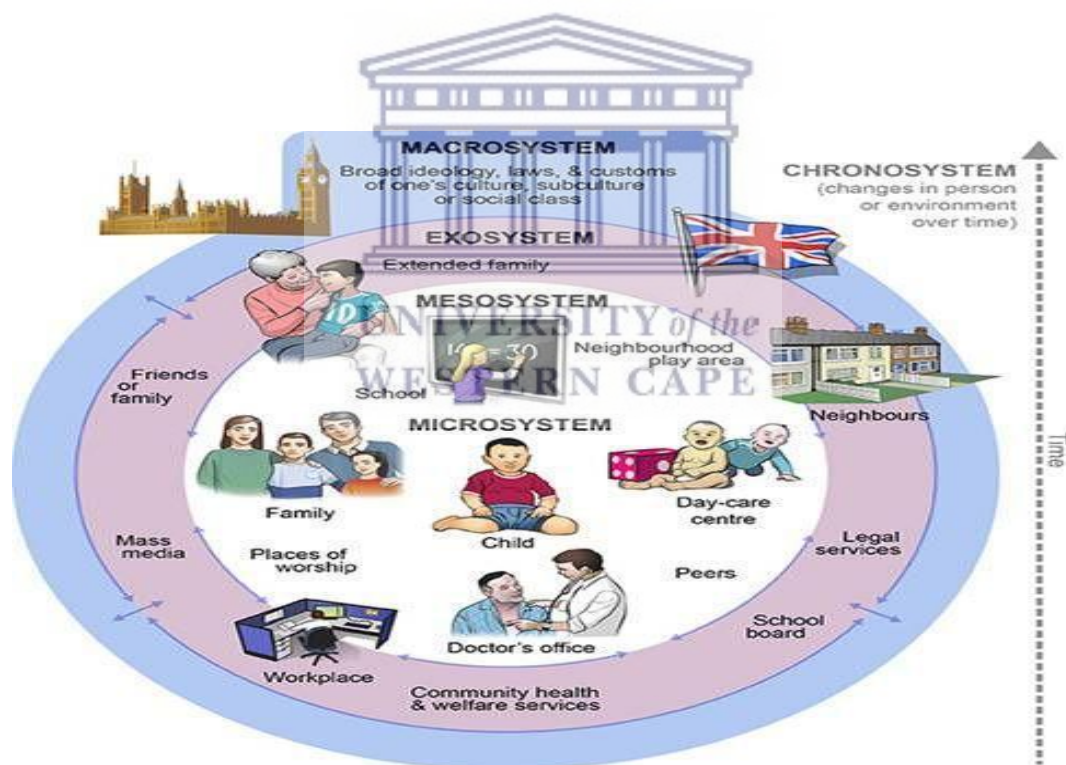 MACROSYSTEM
Broad ideology, laws, & customs
of one's culture, subculture
or social class
CHRONOSYSTEM
(changes in person
or environment
over time)
EXOSYSTEM
Extended family
MESOSYSTEM
UNIVERSITY of the
WESTERN CAPE
Neighbourhood
play area
School
Friends
or
family
Neighbours
MICROSYSTEM
Time
Family
Child
Day-care
centre
Mass
media
Places of
worship
Peers
Legal
services
School
board
Doctor's office
Workplace
Community health
& welfare services